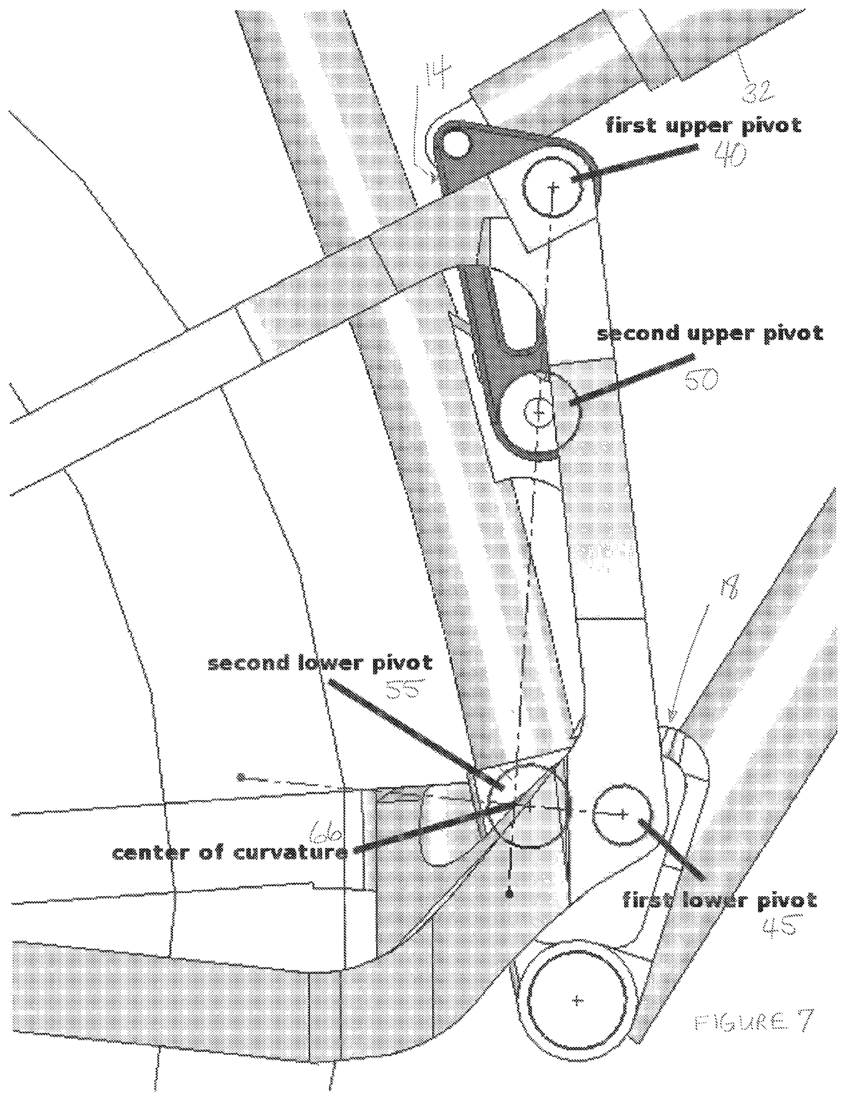 14
32
first upper pivot
40
second upper pivot
50
18
second lower pivot
55
66
center of curvature
first lower pivot
45
FIGURE 7